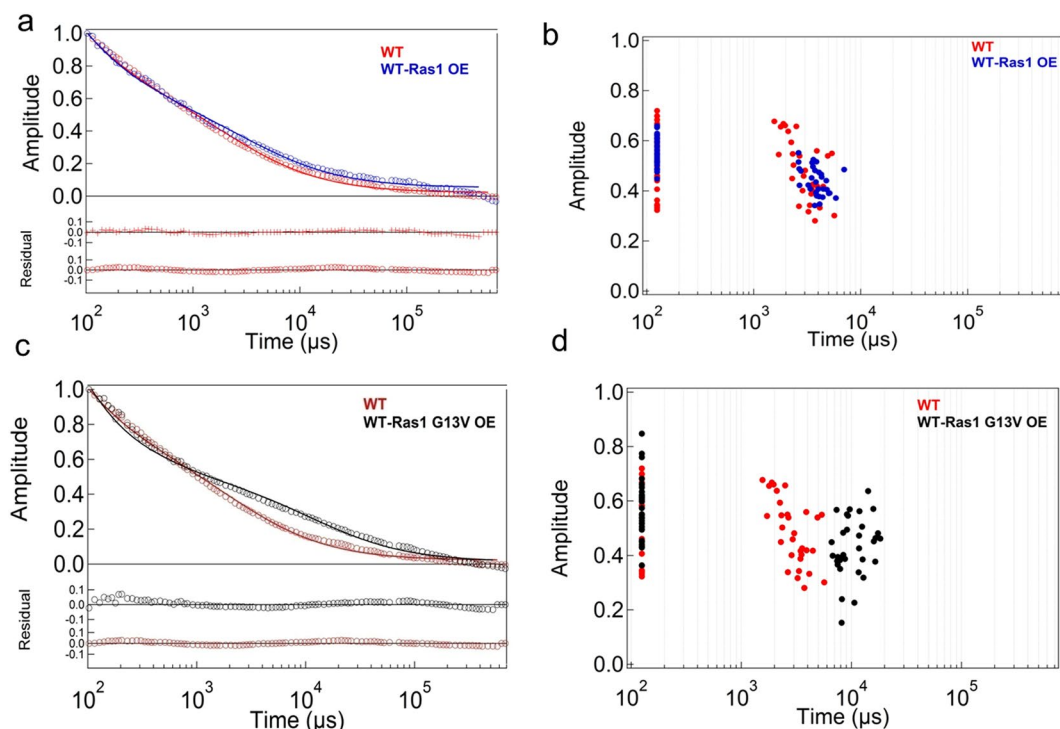 a
1.0
0.8
0.6
0.4
0.2
0.0
Amplitude
WT
WT-Ras1 OE
0.1
0.0
-0.1
0.1
0.0
-0.1
Residual
10² 10³ 10⁴ 10⁵
Time (µs)
b
1.0
0.8
0.6
0.4
0.2
0.0
Amplitude
WT
WT-Ras1 OE
10² 10³ 10⁴ 10⁵
Time (µs)
c
1.0
0.8
0.6
0.4
0.2
0.0
Amplitude
WT
WT-Ras1 G13V OE
0.1
0.0
-0.1
0.1
0.0
-0.1
Residual
10² 10³ 10⁴ 10⁵
Time (µs)
d
1.0
0.8
0.6
0.4
0.2
0.0
Amplitude
WT
WT-Ras1 G13V OE
10² 10³ 10⁴ 10⁵
Time (µs)